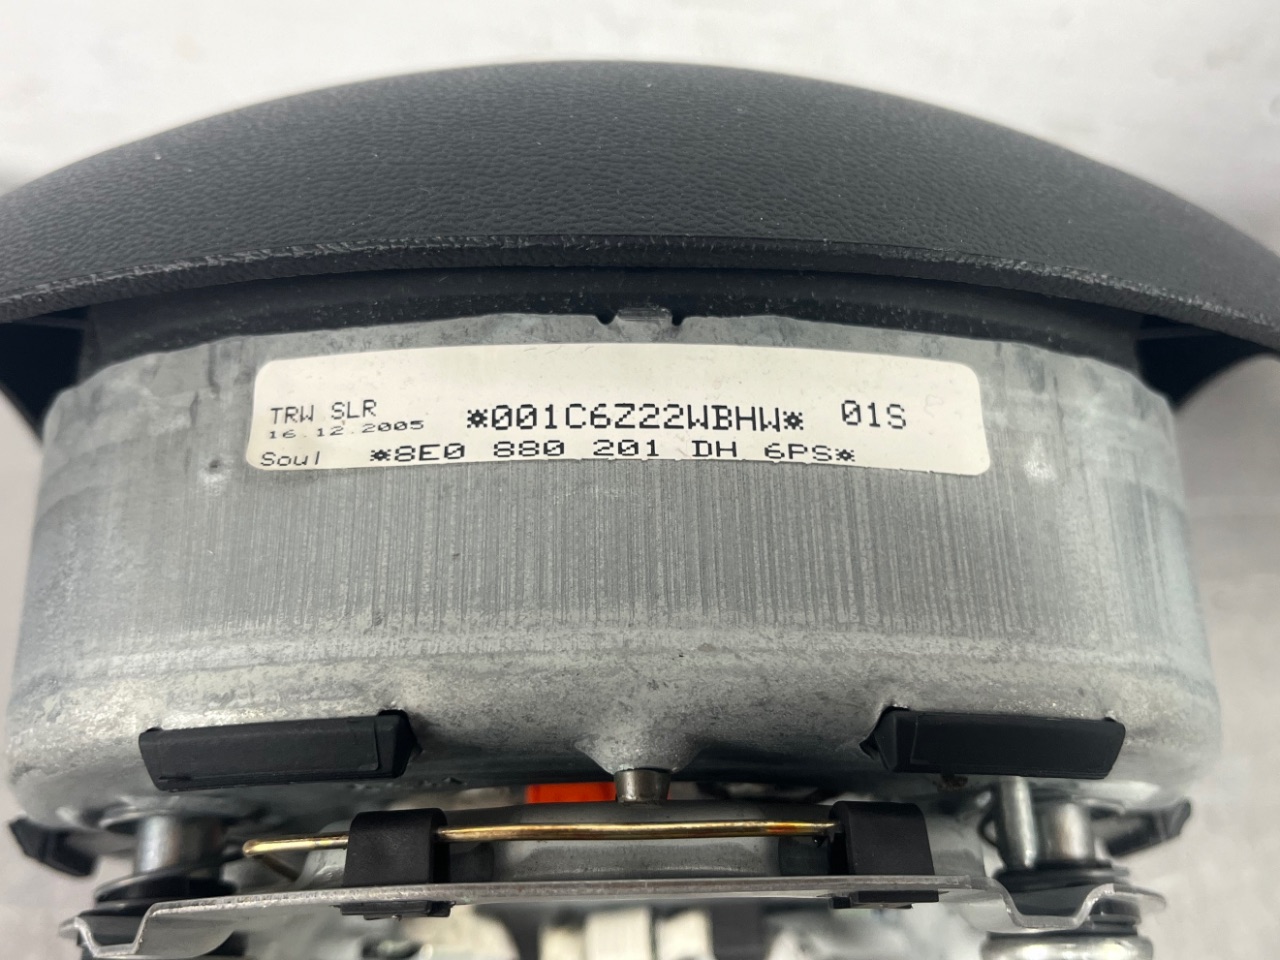 TRW SLR *001C6Z22WBHW* 01S
16.12.2005
Soul *8E0 880 201 DH 6PS*